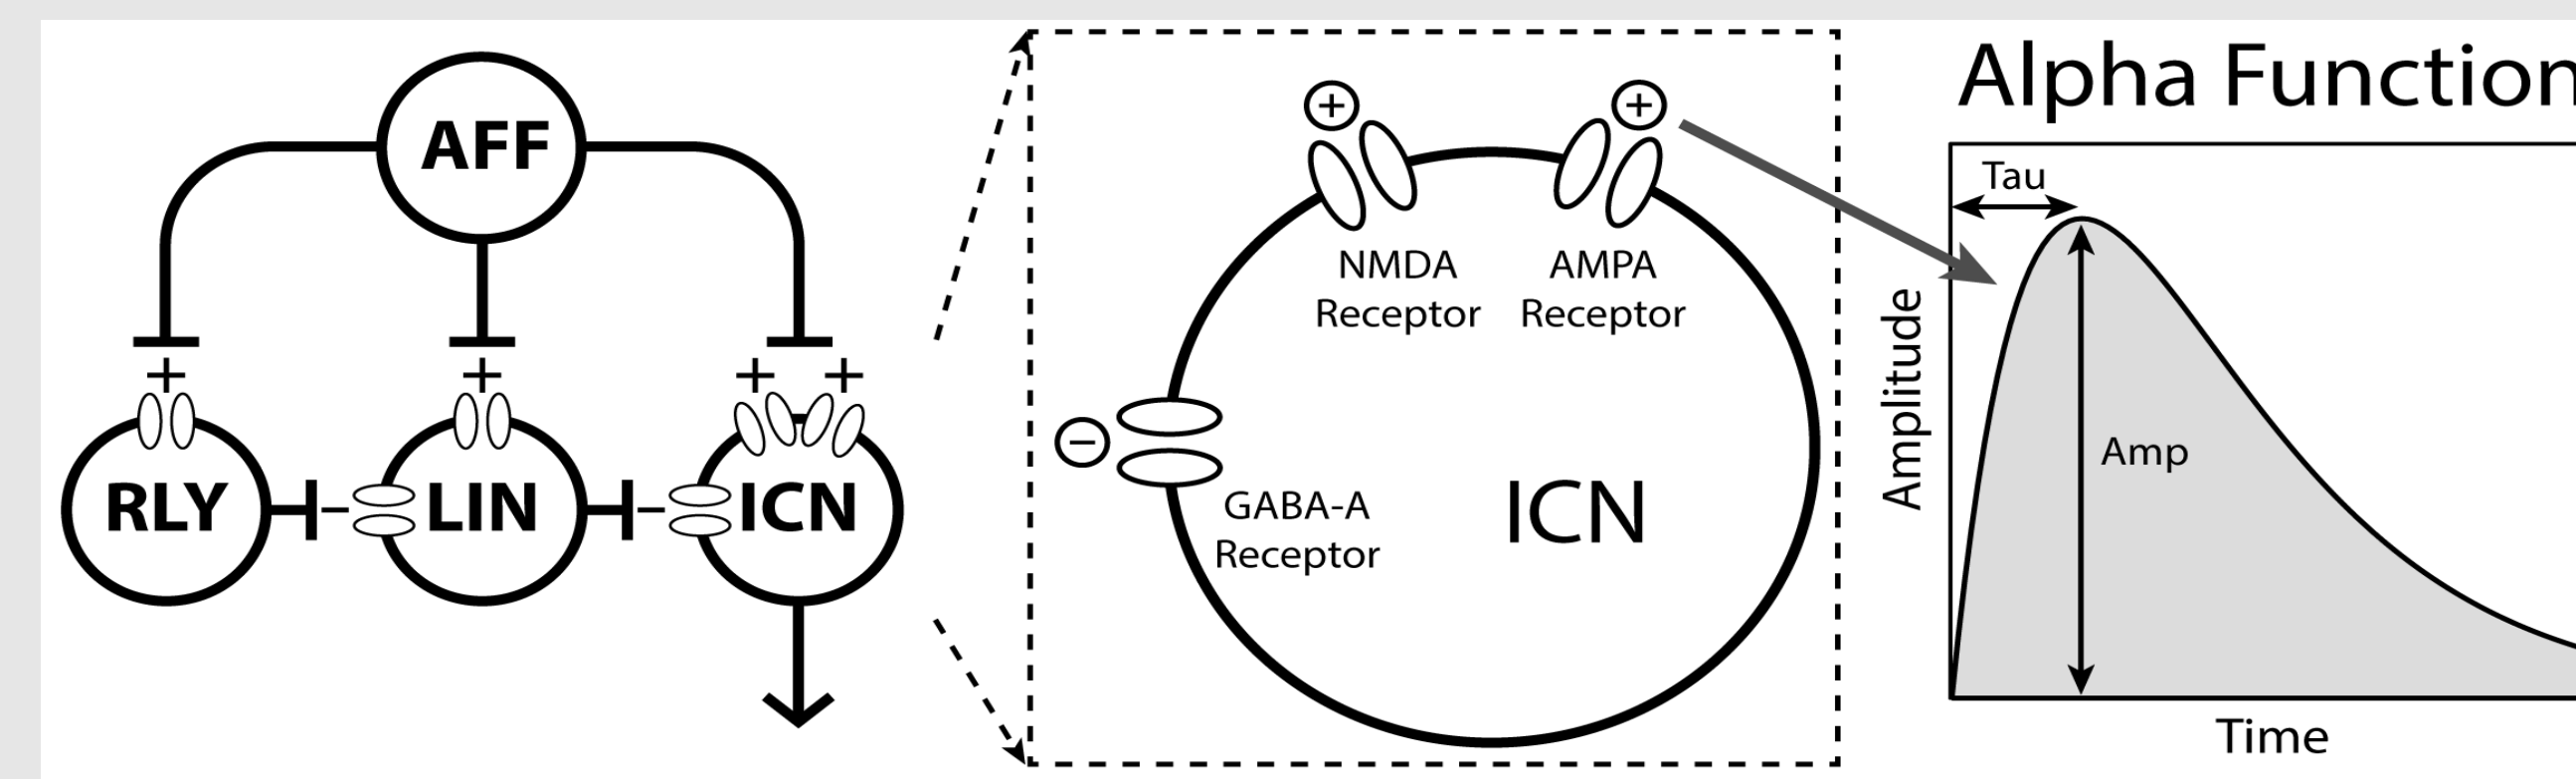 AFF
+
+
+ +
RLY
−
LIN
−
ICN
+
+
NMDA
Receptor
AMPA
Receptor
−
GABA-A
Receptor
ICN
Alpha Function
Tau
Amplitude
Amp
Time